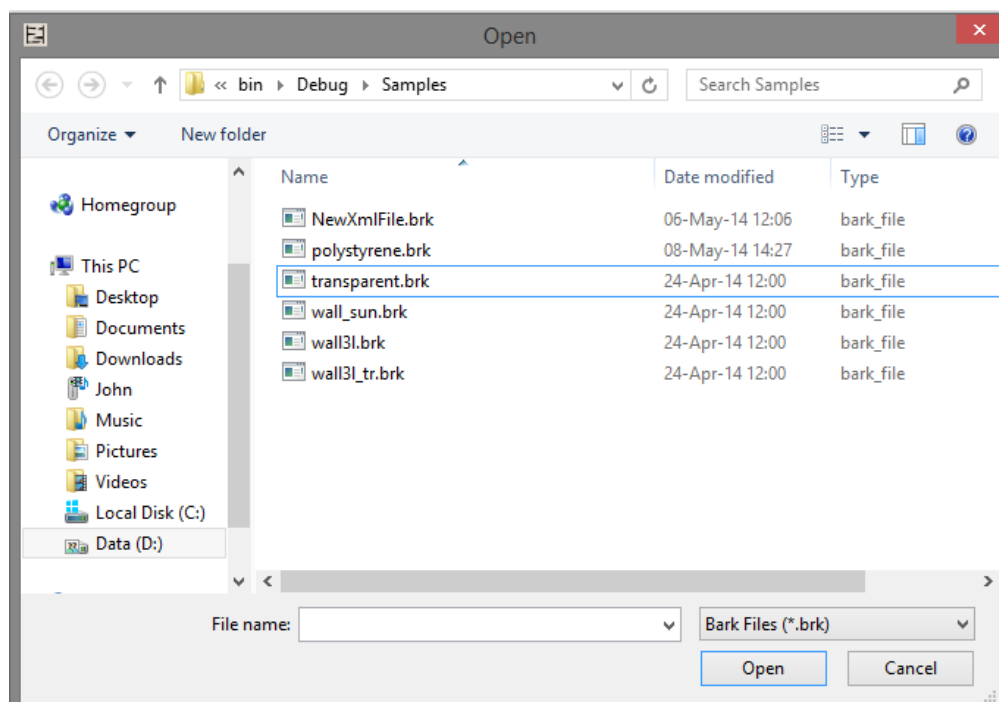 Open
« bin Debug Samples Search Samples
Organize New folder
Name Date modified Type
Homegroup
This PC
Desktop
Documents
Downloads
John
Music
Pictures
Videos
Local Disk (C:)
Data (D:)
NewXmlFile.brk 06-May-14 12:06 bark_file
polystyrene.brk 08-May-14 14:27 bark_file
transparent.brk 24-Apr-14 12:00 bark_file
wall_sun.brk 24-Apr-14 12:00 bark_file
wall3l.brk 24-Apr-14 12:00 bark_file
wall3l_tr.brk 24-Apr-14 12:00 bark_file
File name: Bark Files (*.brk)
Open Cancel